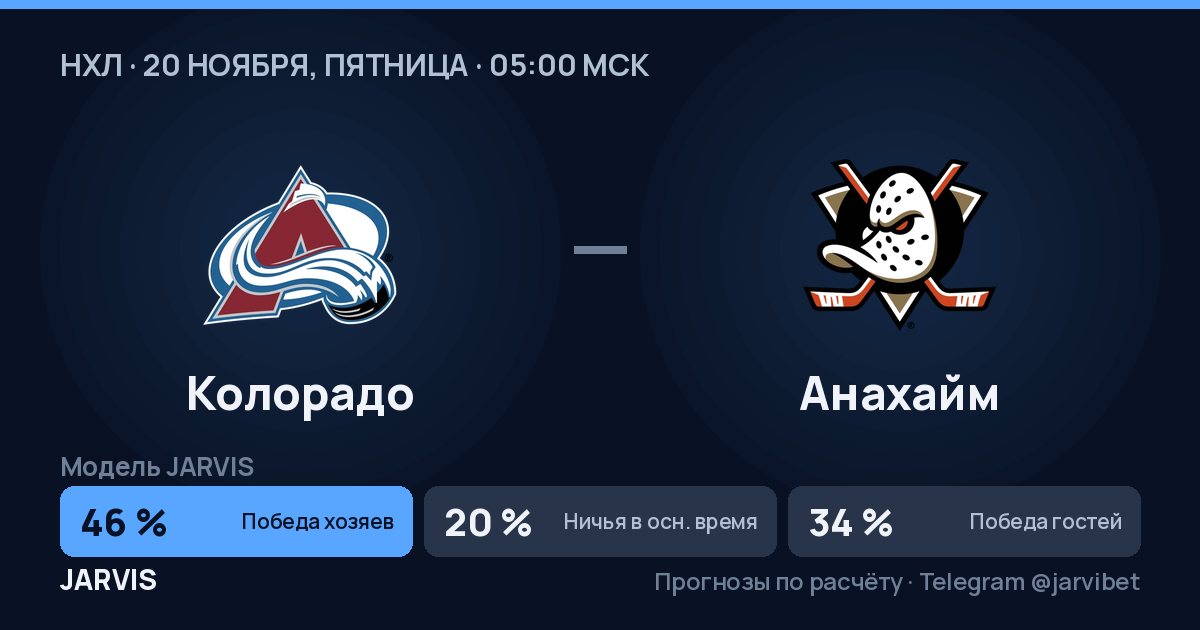 НХЛ · 20 НОЯБРЯ, ПЯТНИЦА · 05:00 МСК
Колорадо
Анахайм
Модель JARVIS
46 % Победа хозяев
20 % Ничья в осн. время
34 % Победа гостей
JARVIS
Прогнозы по расчёту · Telegram @jarvibet